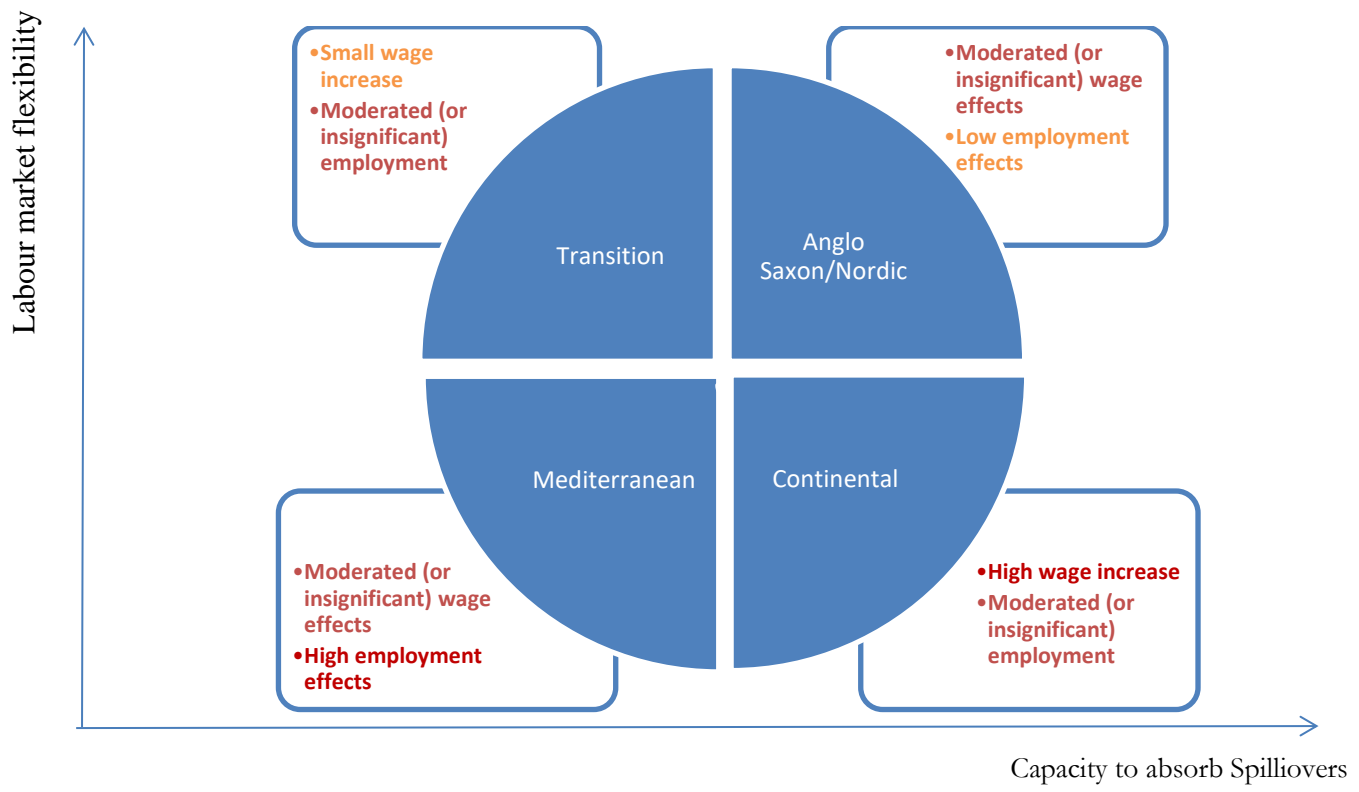 Labour market flexibility
•Small wage
increase
•Moderated (or
insignificant)
employment
•Moderated (or
insignificant) wage
effects
•Low employment
effects
Transition
Anglo
Saxon/Nordic
Mediterranean
Continental
•Moderated (or
insignificant) wage
effects
•High employment
effects
•High wage increase
•Moderated (or
insignificant)
employment
Capacity to absorb Spilliovers